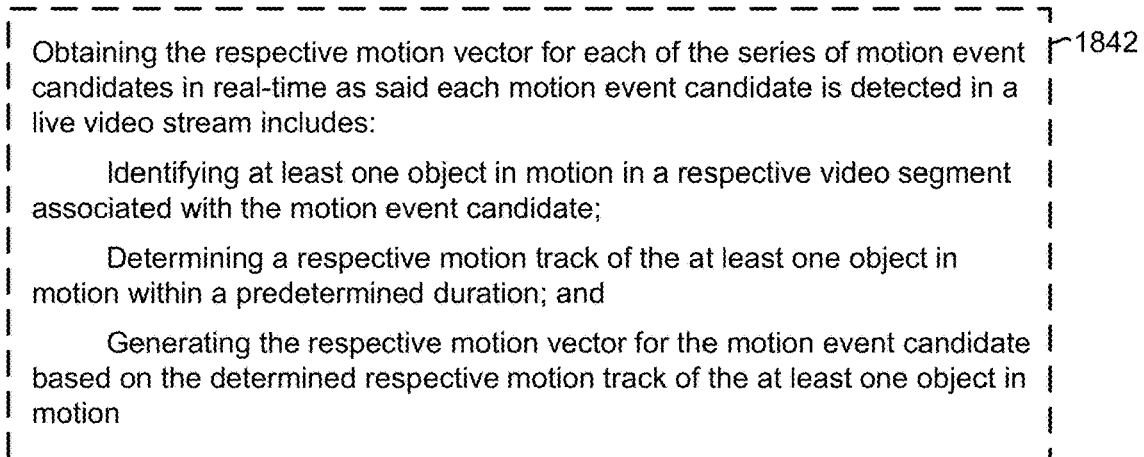 Obtaining the respective motion vector for each of the series of motion event
candidates in real-time as said each motion event candidate is detected in a
live video stream includes:
Identifying at least one object in motion in a respective video segment
associated with the motion event candidate;
Determining a respective motion track of the at least one object in
motion within a predetermined duration; and
Generating the respective motion vector for the motion event candidate
based on the determined respective motion track of the at least one object in
motion
1842